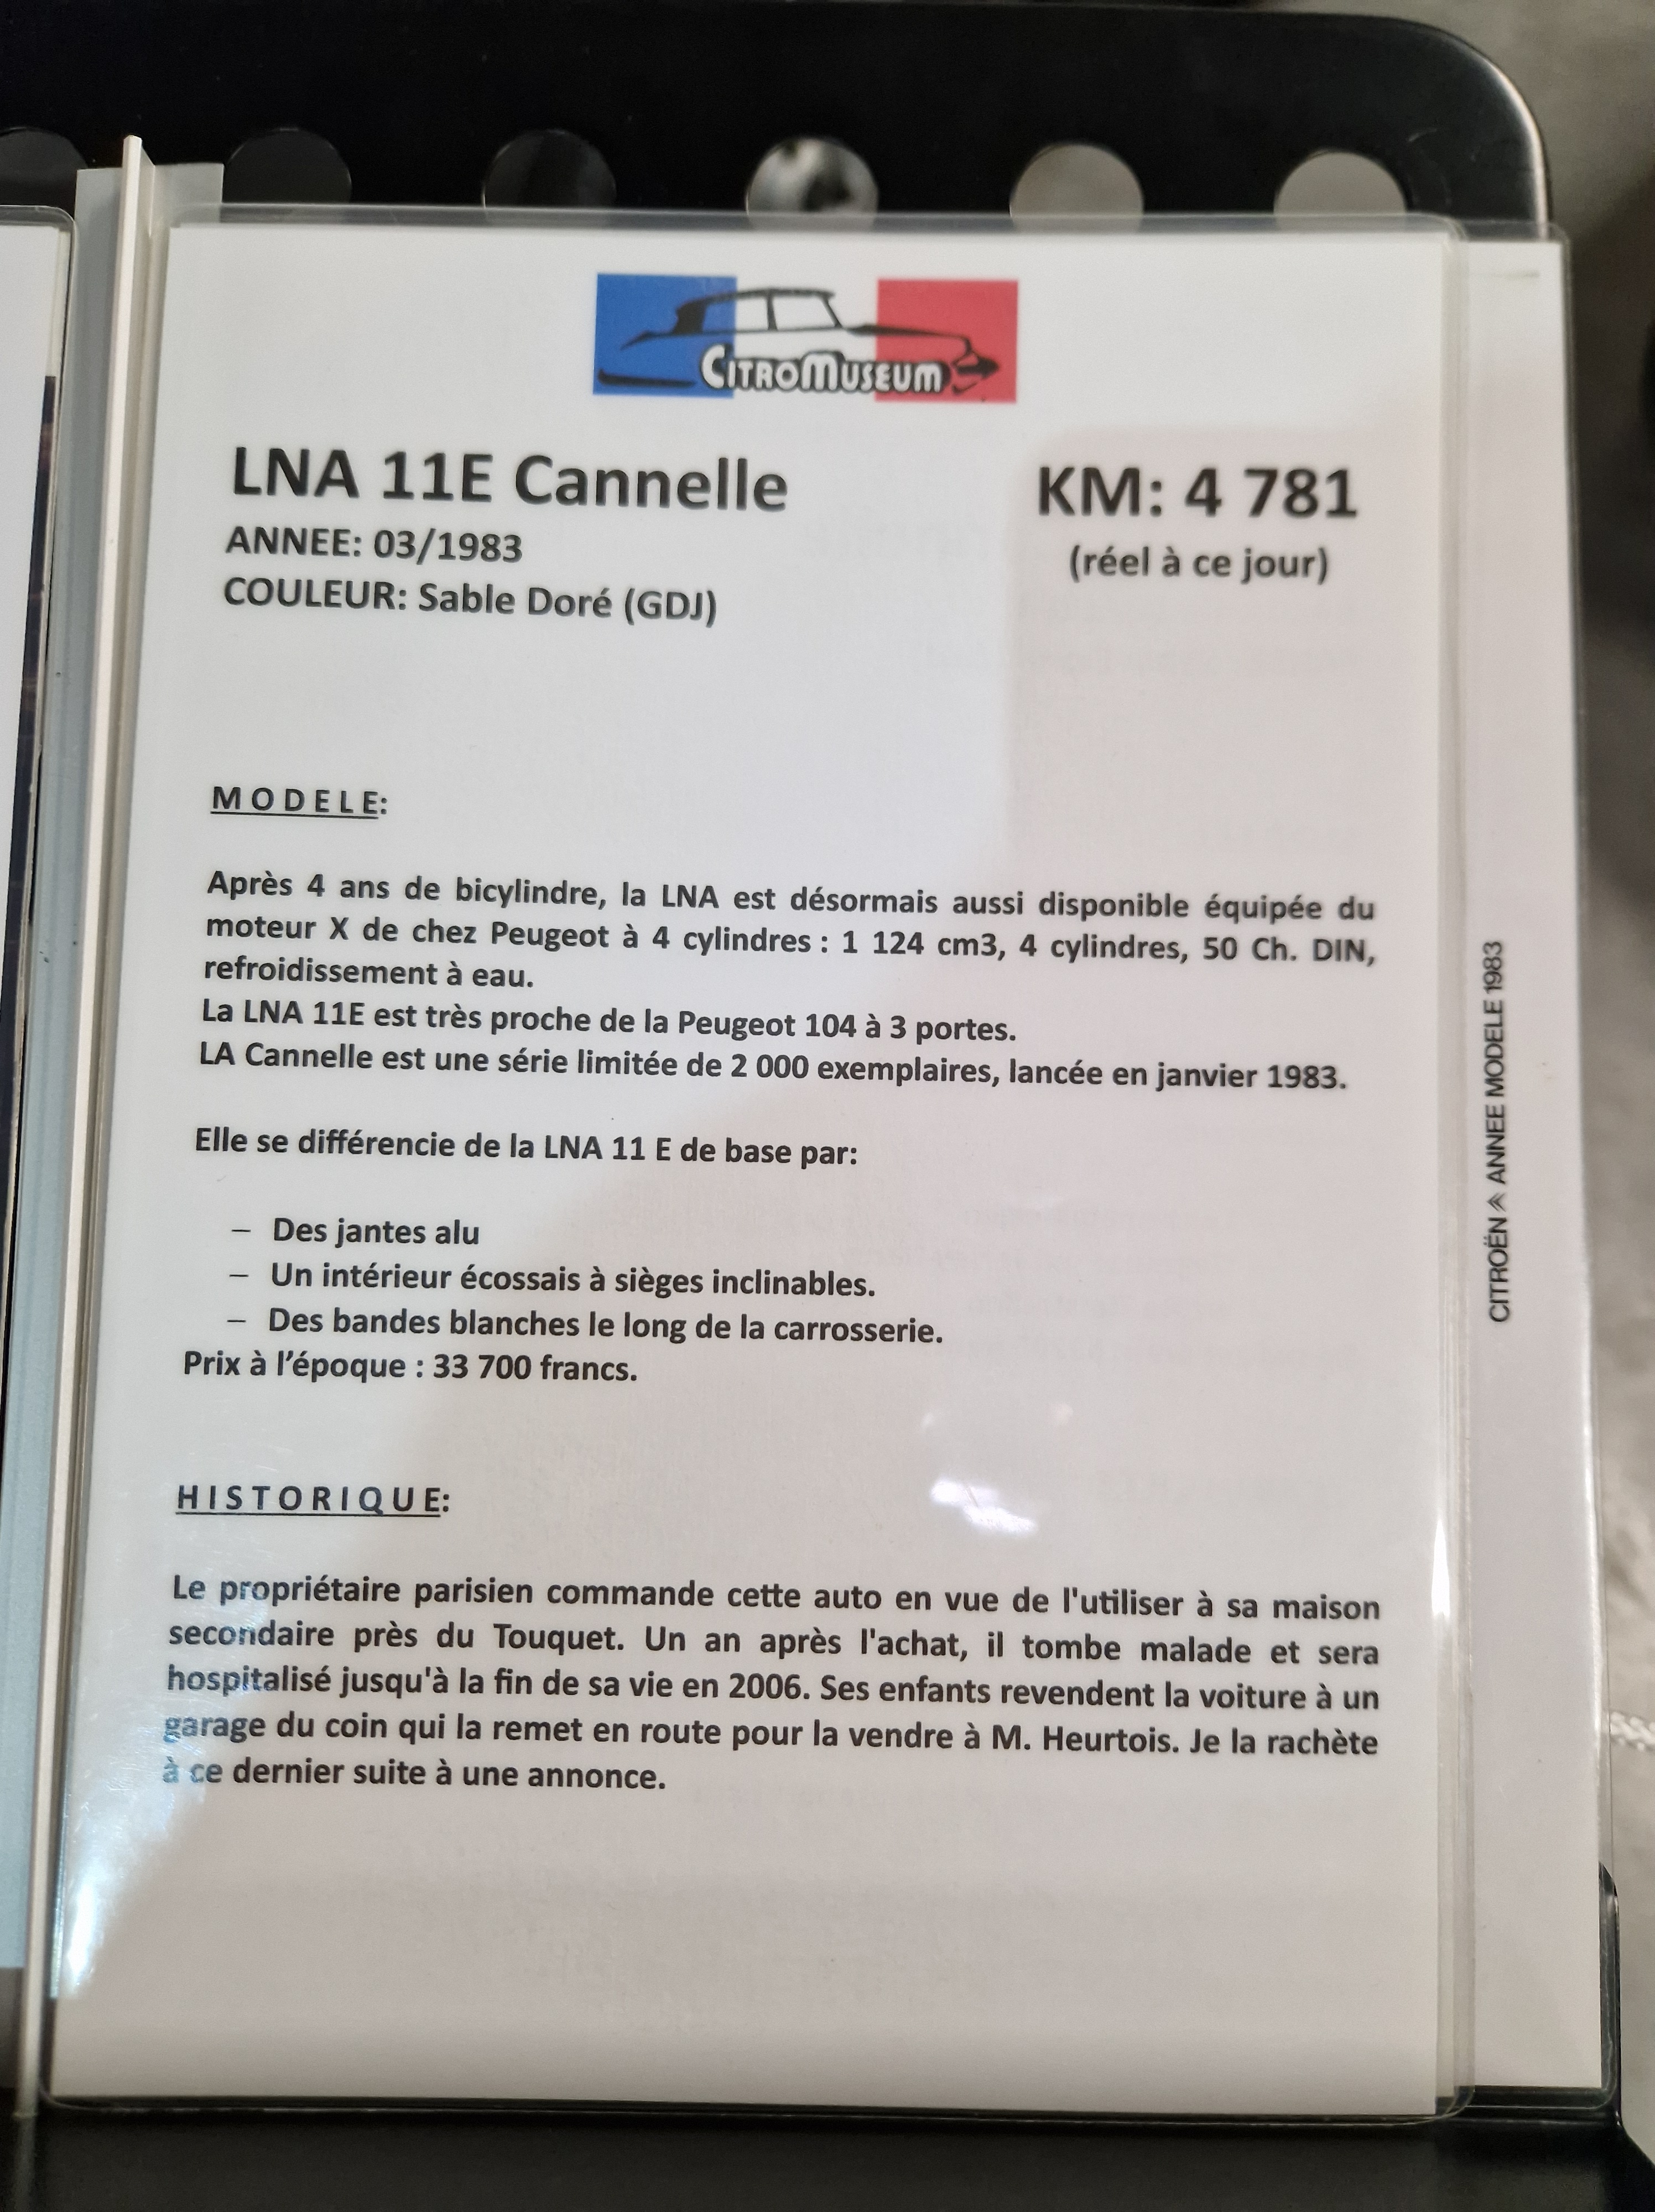 CITROMUSEUM
LNA 11E Cannelle
KM: 4 781
ANNEE: 03/1983
(réel à ce jour)
COULEUR: Sable Doré (GDJ)
MODELE:
Après 4 ans de bicylindre, la LNA est désormais aussi disponible équipée du
moteur X de chez Peugeot à 4 cylindres : 1 124 cm3, 4 cylindres, 50 Ch. DIN,
refroidissement à eau.
La LNA 11E est très proche de la Peugeot 104 à 3 portes.
LA Cannelle est une série limitée de 2 000 exemplaires, lancée en janvier 1983.
Elle se différencie de la LNA 11 E de base par:
– Des jantes alu
– Un intérieur écossais à sièges inclinables.
– Des bandes blanches le long de la carrosserie.
Prix à l’époque : 33 700 francs.
HISTORIQUE:
Le propriétaire parisien commande cette auto en vue de l'utiliser à sa maison
secondaire près du Touquet. Un an après l'achat, il tombe malade et sera
hospitalisé jusqu'à la fin de sa vie en 2006. Ses enfants revendent la voiture à un
garage du coin qui la remet en route pour la vendre à M. Heurtois. Je la rachète
à ce dernier suite à une annonce.
CITROËN ANNEE MODELE 1983